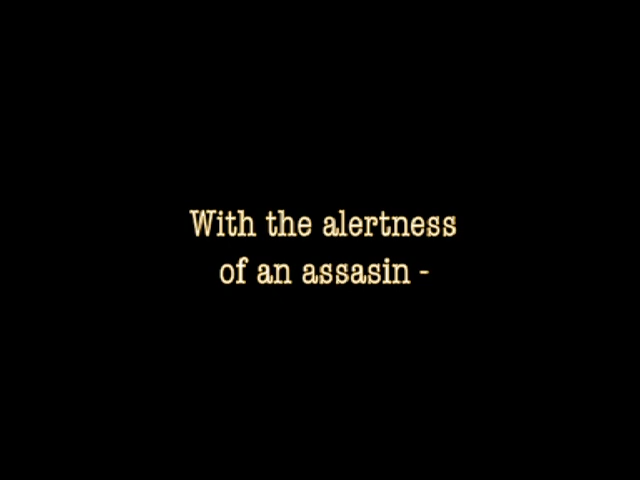 With the alertness
of an assasin -